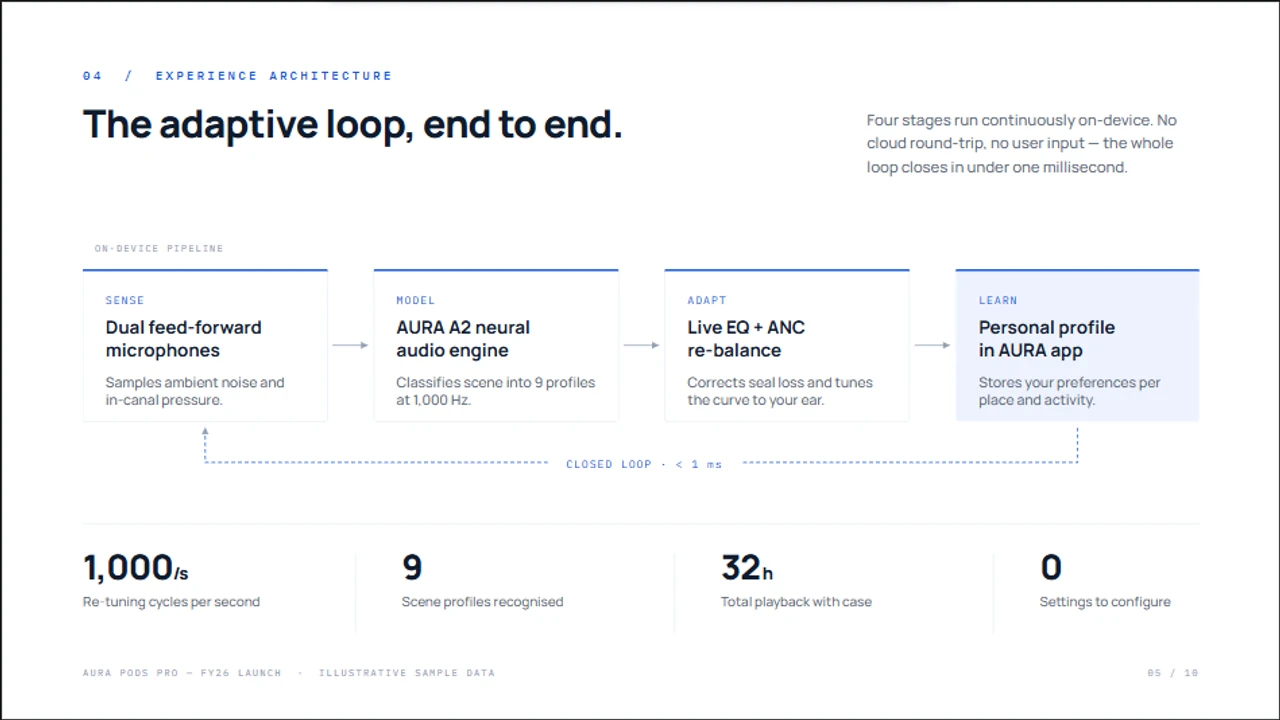 04 / EXPERIENCE ARCHITECTURE
The adaptive loop, end to end.
Four stages run continuously on-device. No
cloud round-trip, no user input — the whole
loop closes in under one millisecond.
ON-DEVICE PIPELINE
SENSE
Dual feed-forward
microphones
Samples ambient noise and
in-canal pressure.
MODEL
AURA A2 neural
audio engine
Classifies scene into 9 profiles
at 1,000 Hz.
ADAPT
Live EQ + ANC
re-balance
Corrects seal loss and tunes
the curve to your ear.
LEARN
Personal profile
in AURA app
Stores your preferences per
place and activity.
CLOSED LOOP · < 1 ms
1,000/s
Re-tuning cycles per second
9
Scene profiles recognised
32h
Total playback with case
0
Settings to configure
AURA PODS PRO — FY26 LAUNCH · ILLUSTRATIVE SAMPLE DATA
05 / 10